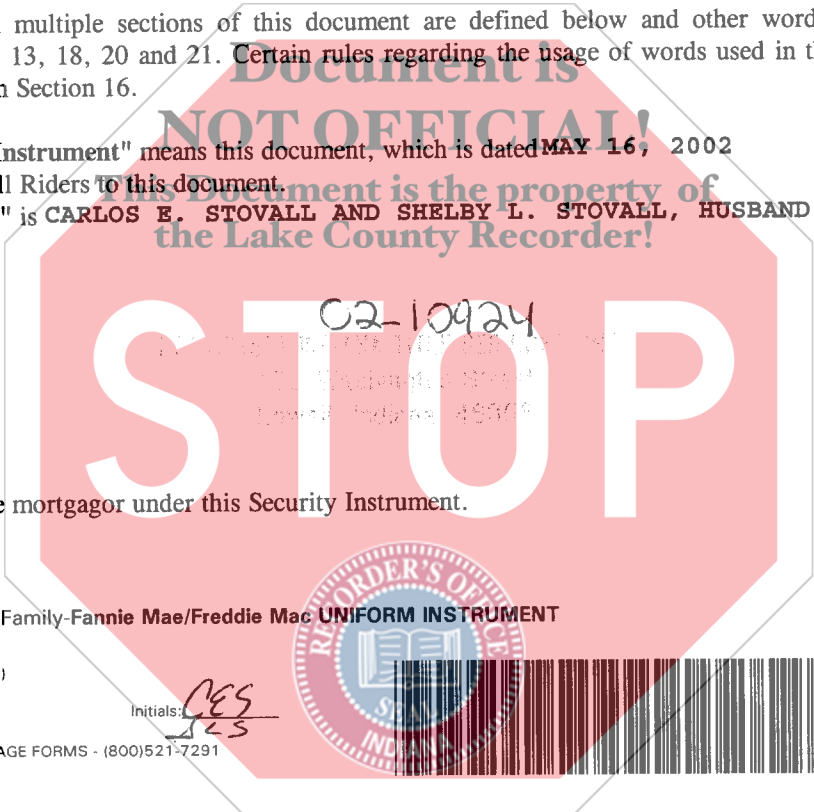 multiple sections of this document are defined below and other word
13, 18, 20 and 21. Certain rules regarding the usage of words used in t
Section 16.
Document is
NOT OFFICIAL!
This Document is the property of
the Lake County Recorder!
Instrument" means this document, which is dated MAY 16, 2002
ll Riders to this document.
" is CARLOS E. STOVALL AND SHELBY L. STOVALL, HUSBAND
02-10924
Indiana
STOP
e mortgagor under this Security Instrument.
RECORDER'S OFFICE
SEAL
INDIANA
Family-Fannie Mae/Freddie Mac UNIFORM INSTRUMENT
)
Initials: CES
SLS
AGE FORMS - (800)521-7291